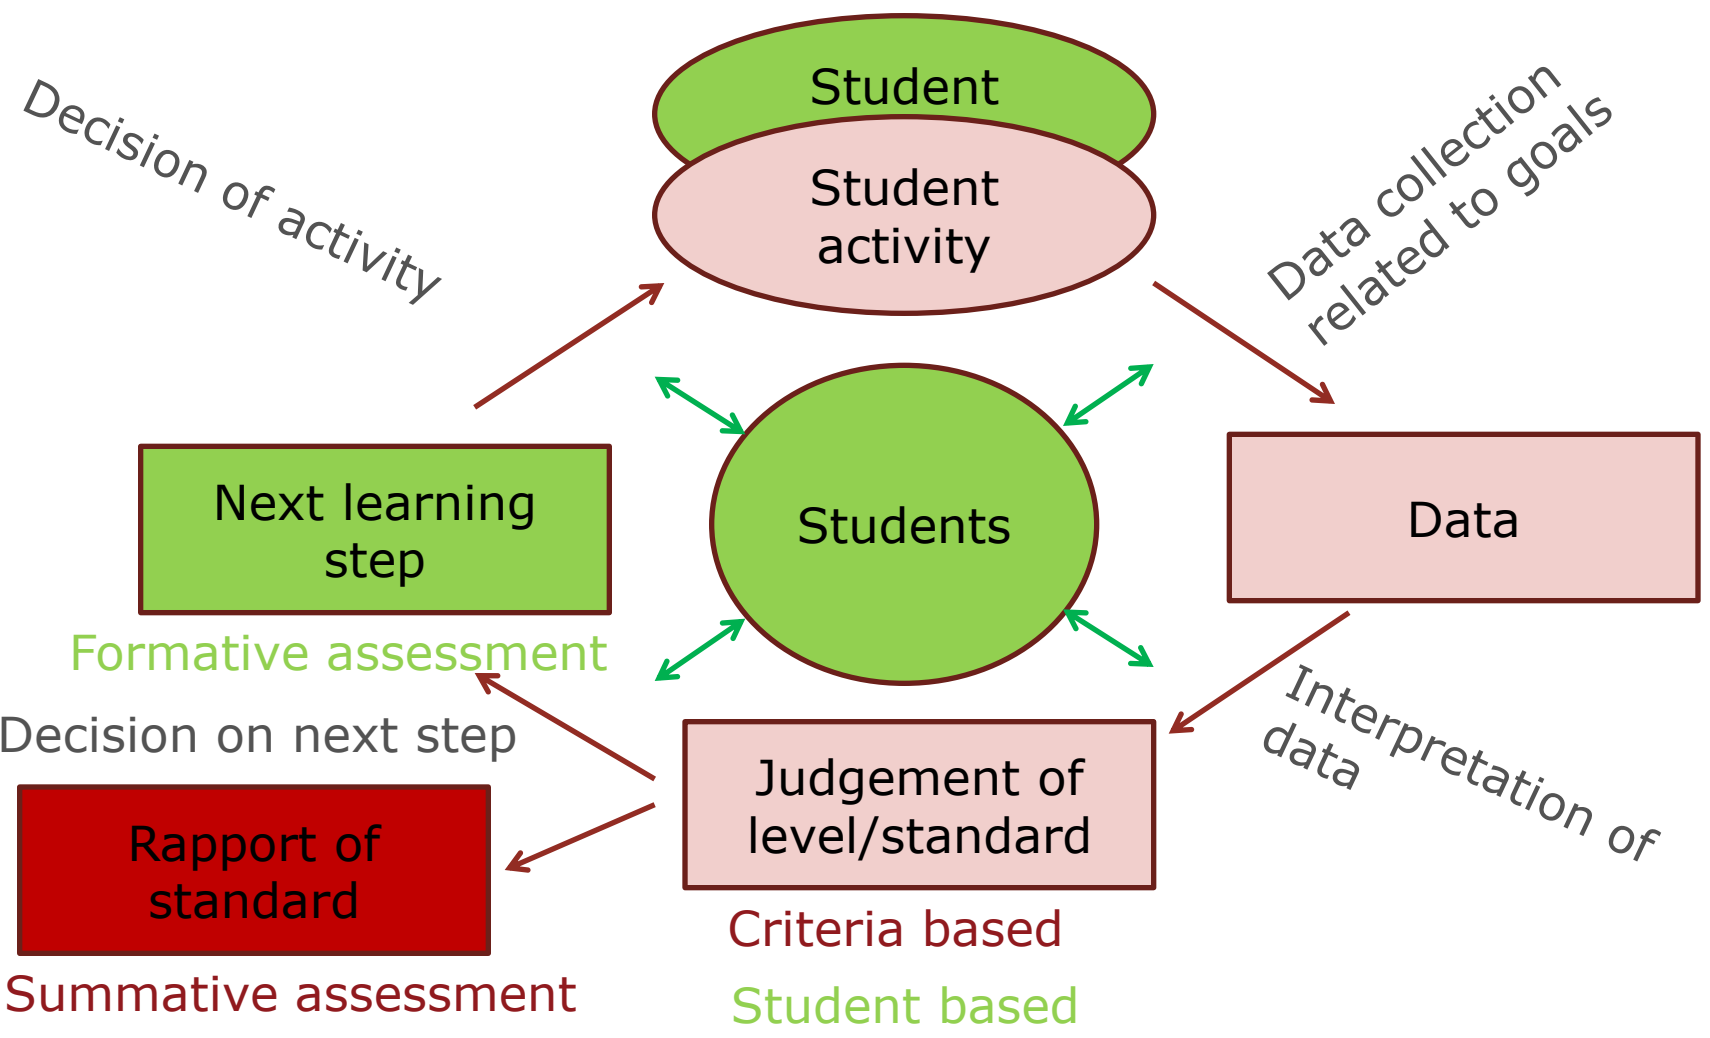 Student
Student
activity
Decision of activity
Data collection
related to goals
Next learning
step
Students
Data
Formative assessment
Decision on next step
Interpretation of
data
Judgement of
level/standard
Rapport of
standard
Criteria based
Summative assessment
Student based